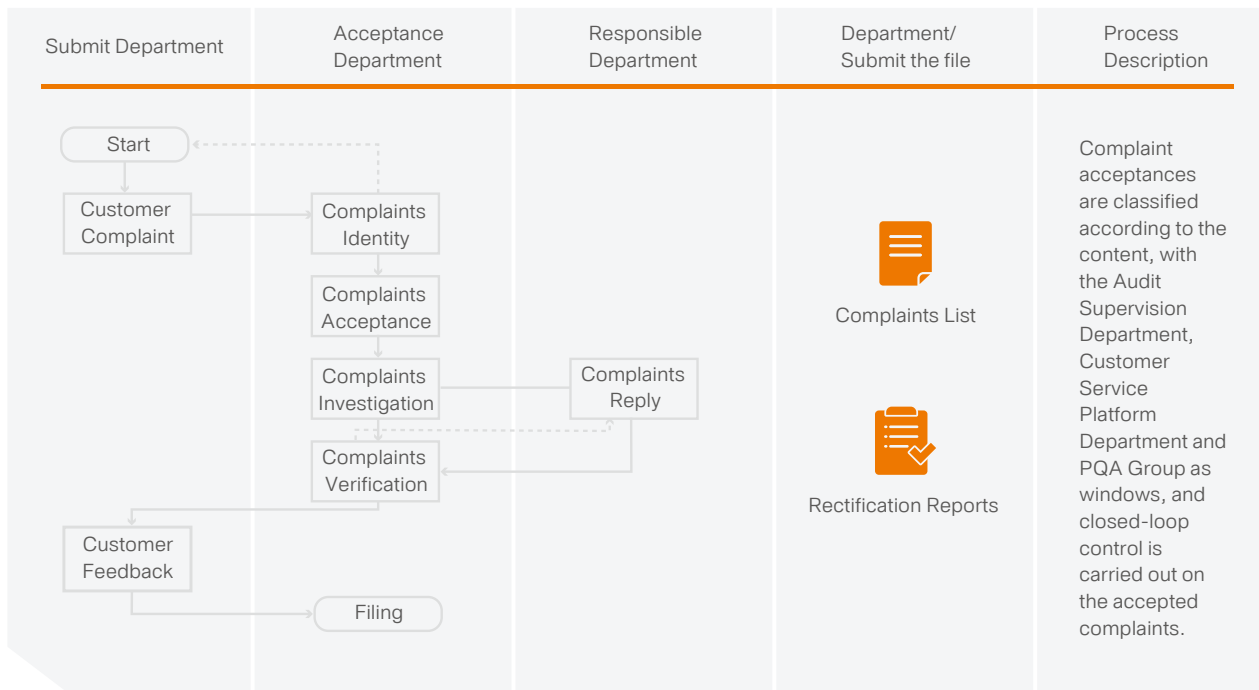 Submit Department
Acceptance
Department
Responsible
Department
Department/
Submit the file
Process
Description
Start
Customer
Complaint
Complaints
Identity
Complaints
Acceptance
Complaints
Investigation
Complaints
Reply
Complaints
Verification
Customer
Feedback
Filing
Complaints List
Rectification Reports
Complaint
acceptances
are classified
according to the
content, with
the Audit
Supervision
Department,
Customer
Service
Platform
Department and
PQA Group as
windows, and
closed-loop
control is
carried out on
the accepted
complaints.